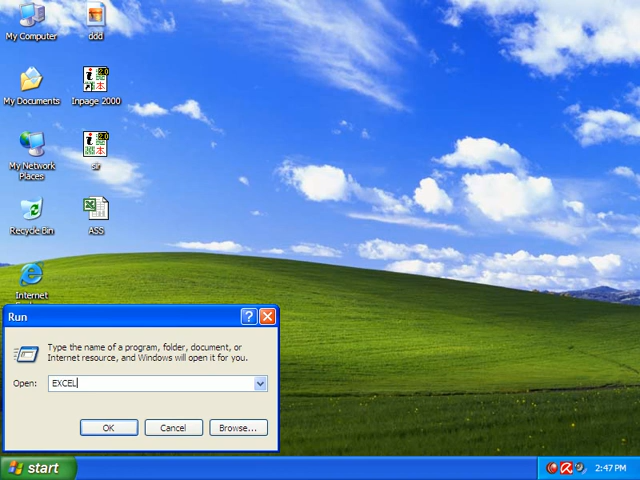 My Computer
ddd
My Documents
Inpage 2000
My Network
Places
sir
Recycle Bin
ASS
Internet
Run
Type the name of a program, folder, document, or
Internet resource, and Windows will open it for you.
Open:
EXCEL
OK
Cancel
Browse...
start
2:47 PM